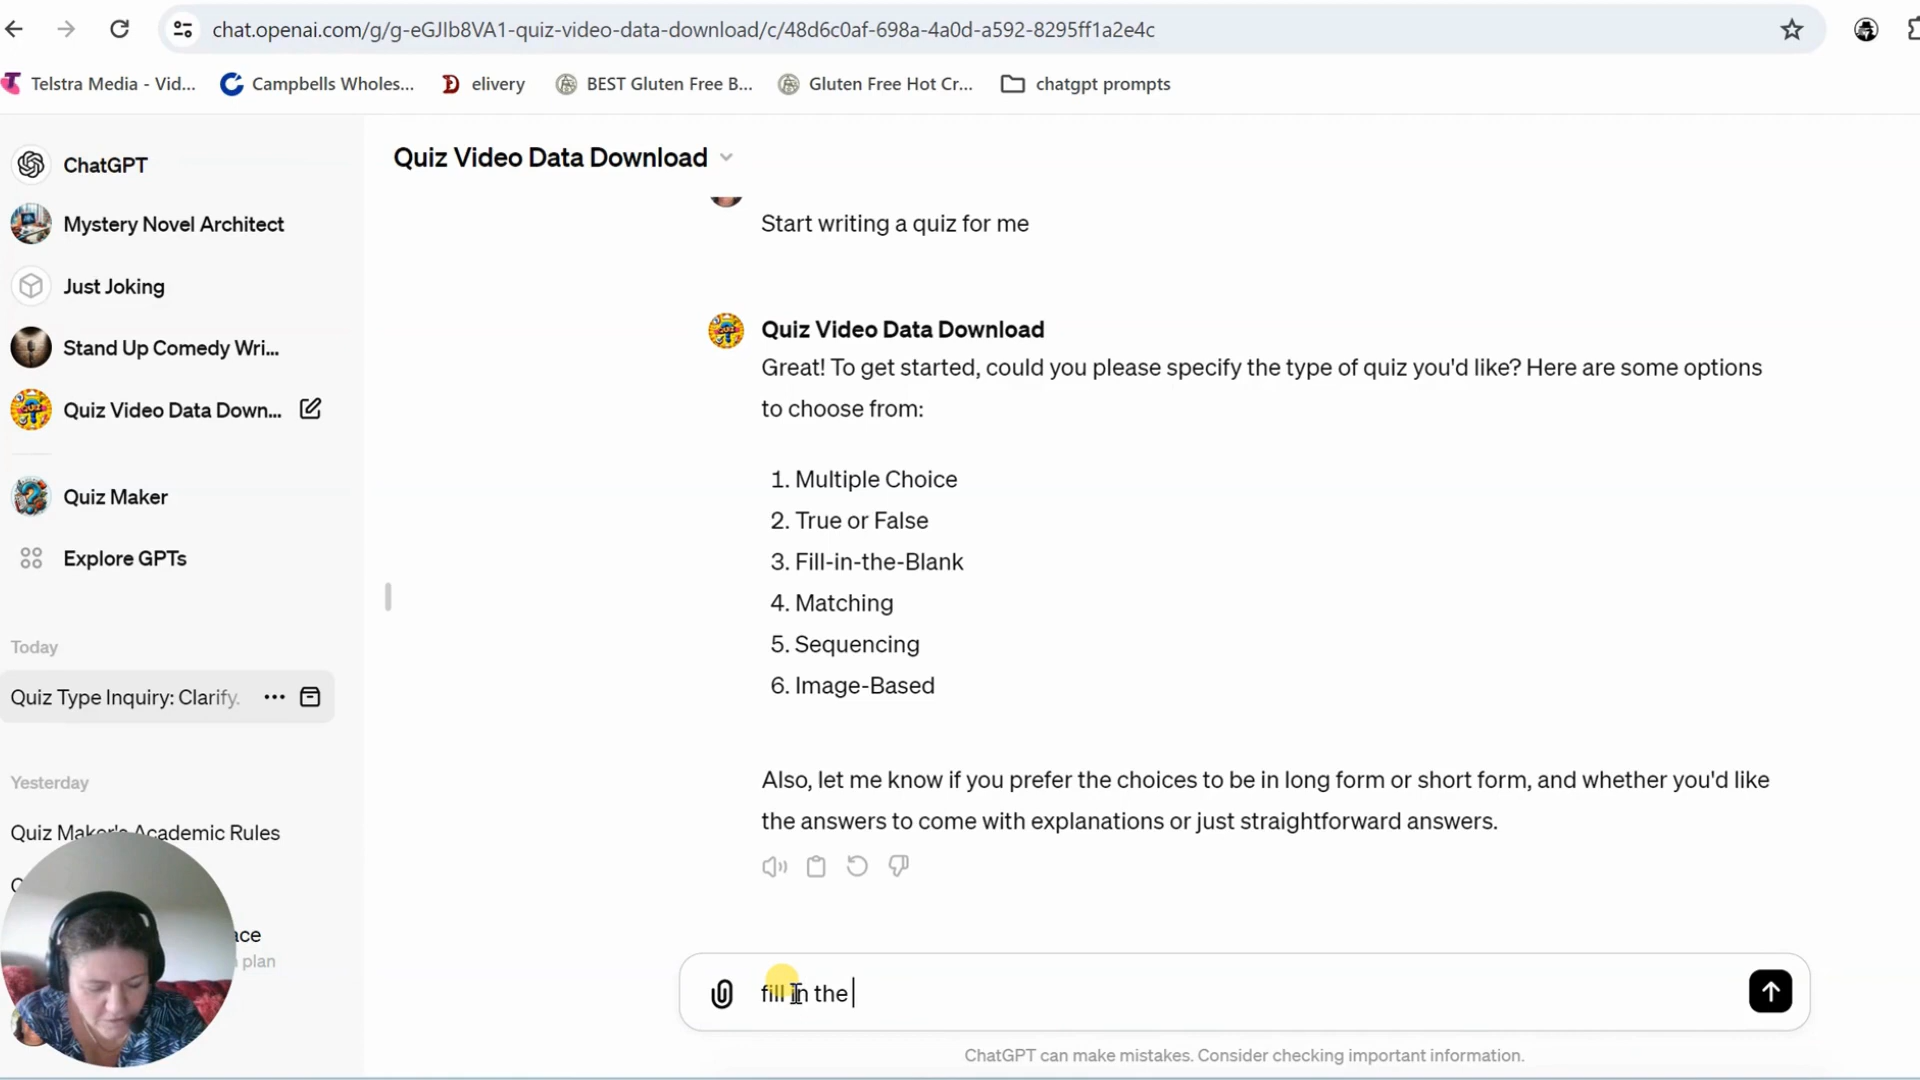 chat.openai.com/g/g-eGJIb8VA1-quiz-video-data-download/c/48d6c0af-698a-4a0d-a592-8295ff1a2e4c
Telstra Media - Vid...
Campbells Wholes...
elivery
BEST Gluten Free B...
Gluten Free Hot Cr...
chatgpt prompts
ChatGPT
Mystery Novel Architect
Just Joking
Stand Up Comedy Wri...
Quiz Video Data Down...
Quiz Maker
Explore GPTs
Today
Quiz Type Inquiry: Clarify.
Yesterday
Quiz Maker's Academic Rules
plan
Quiz Video Data Download
Start writing a quiz for me
Quiz Video Data Download
Great! To get started, could you please specify the type of quiz you'd like? Here are some options
to choose from:
1. Multiple Choice
2. True or False
3. Fill-in-the-Blank
4. Matching
5. Sequencing
6. Image-Based
Also, let me know if you prefer the choices to be in long form or short form, and whether you'd like
the answers to come with explanations or just straightforward answers.
fill in the
ChatGPT can make mistakes. Consider checking important information.